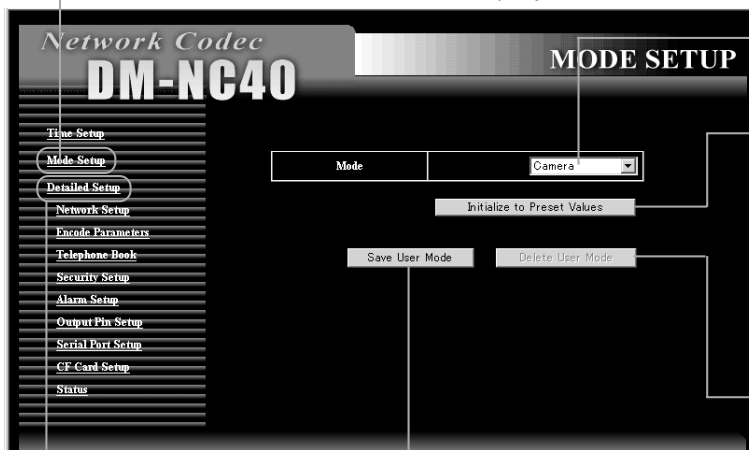 Network Codec
DM-NC40
MODE SETUP
Time Setup
Mode Setup
Detailed Setup
Network Setup
Encode Parameters
Telephone Book
Security Setup
Alarm Setup
Output Pin Setup
Serial Port Setup
CF Card Setup
Status
Mode
Camera
Initialize to Preset Values
Save User Mode
Delete User Mode